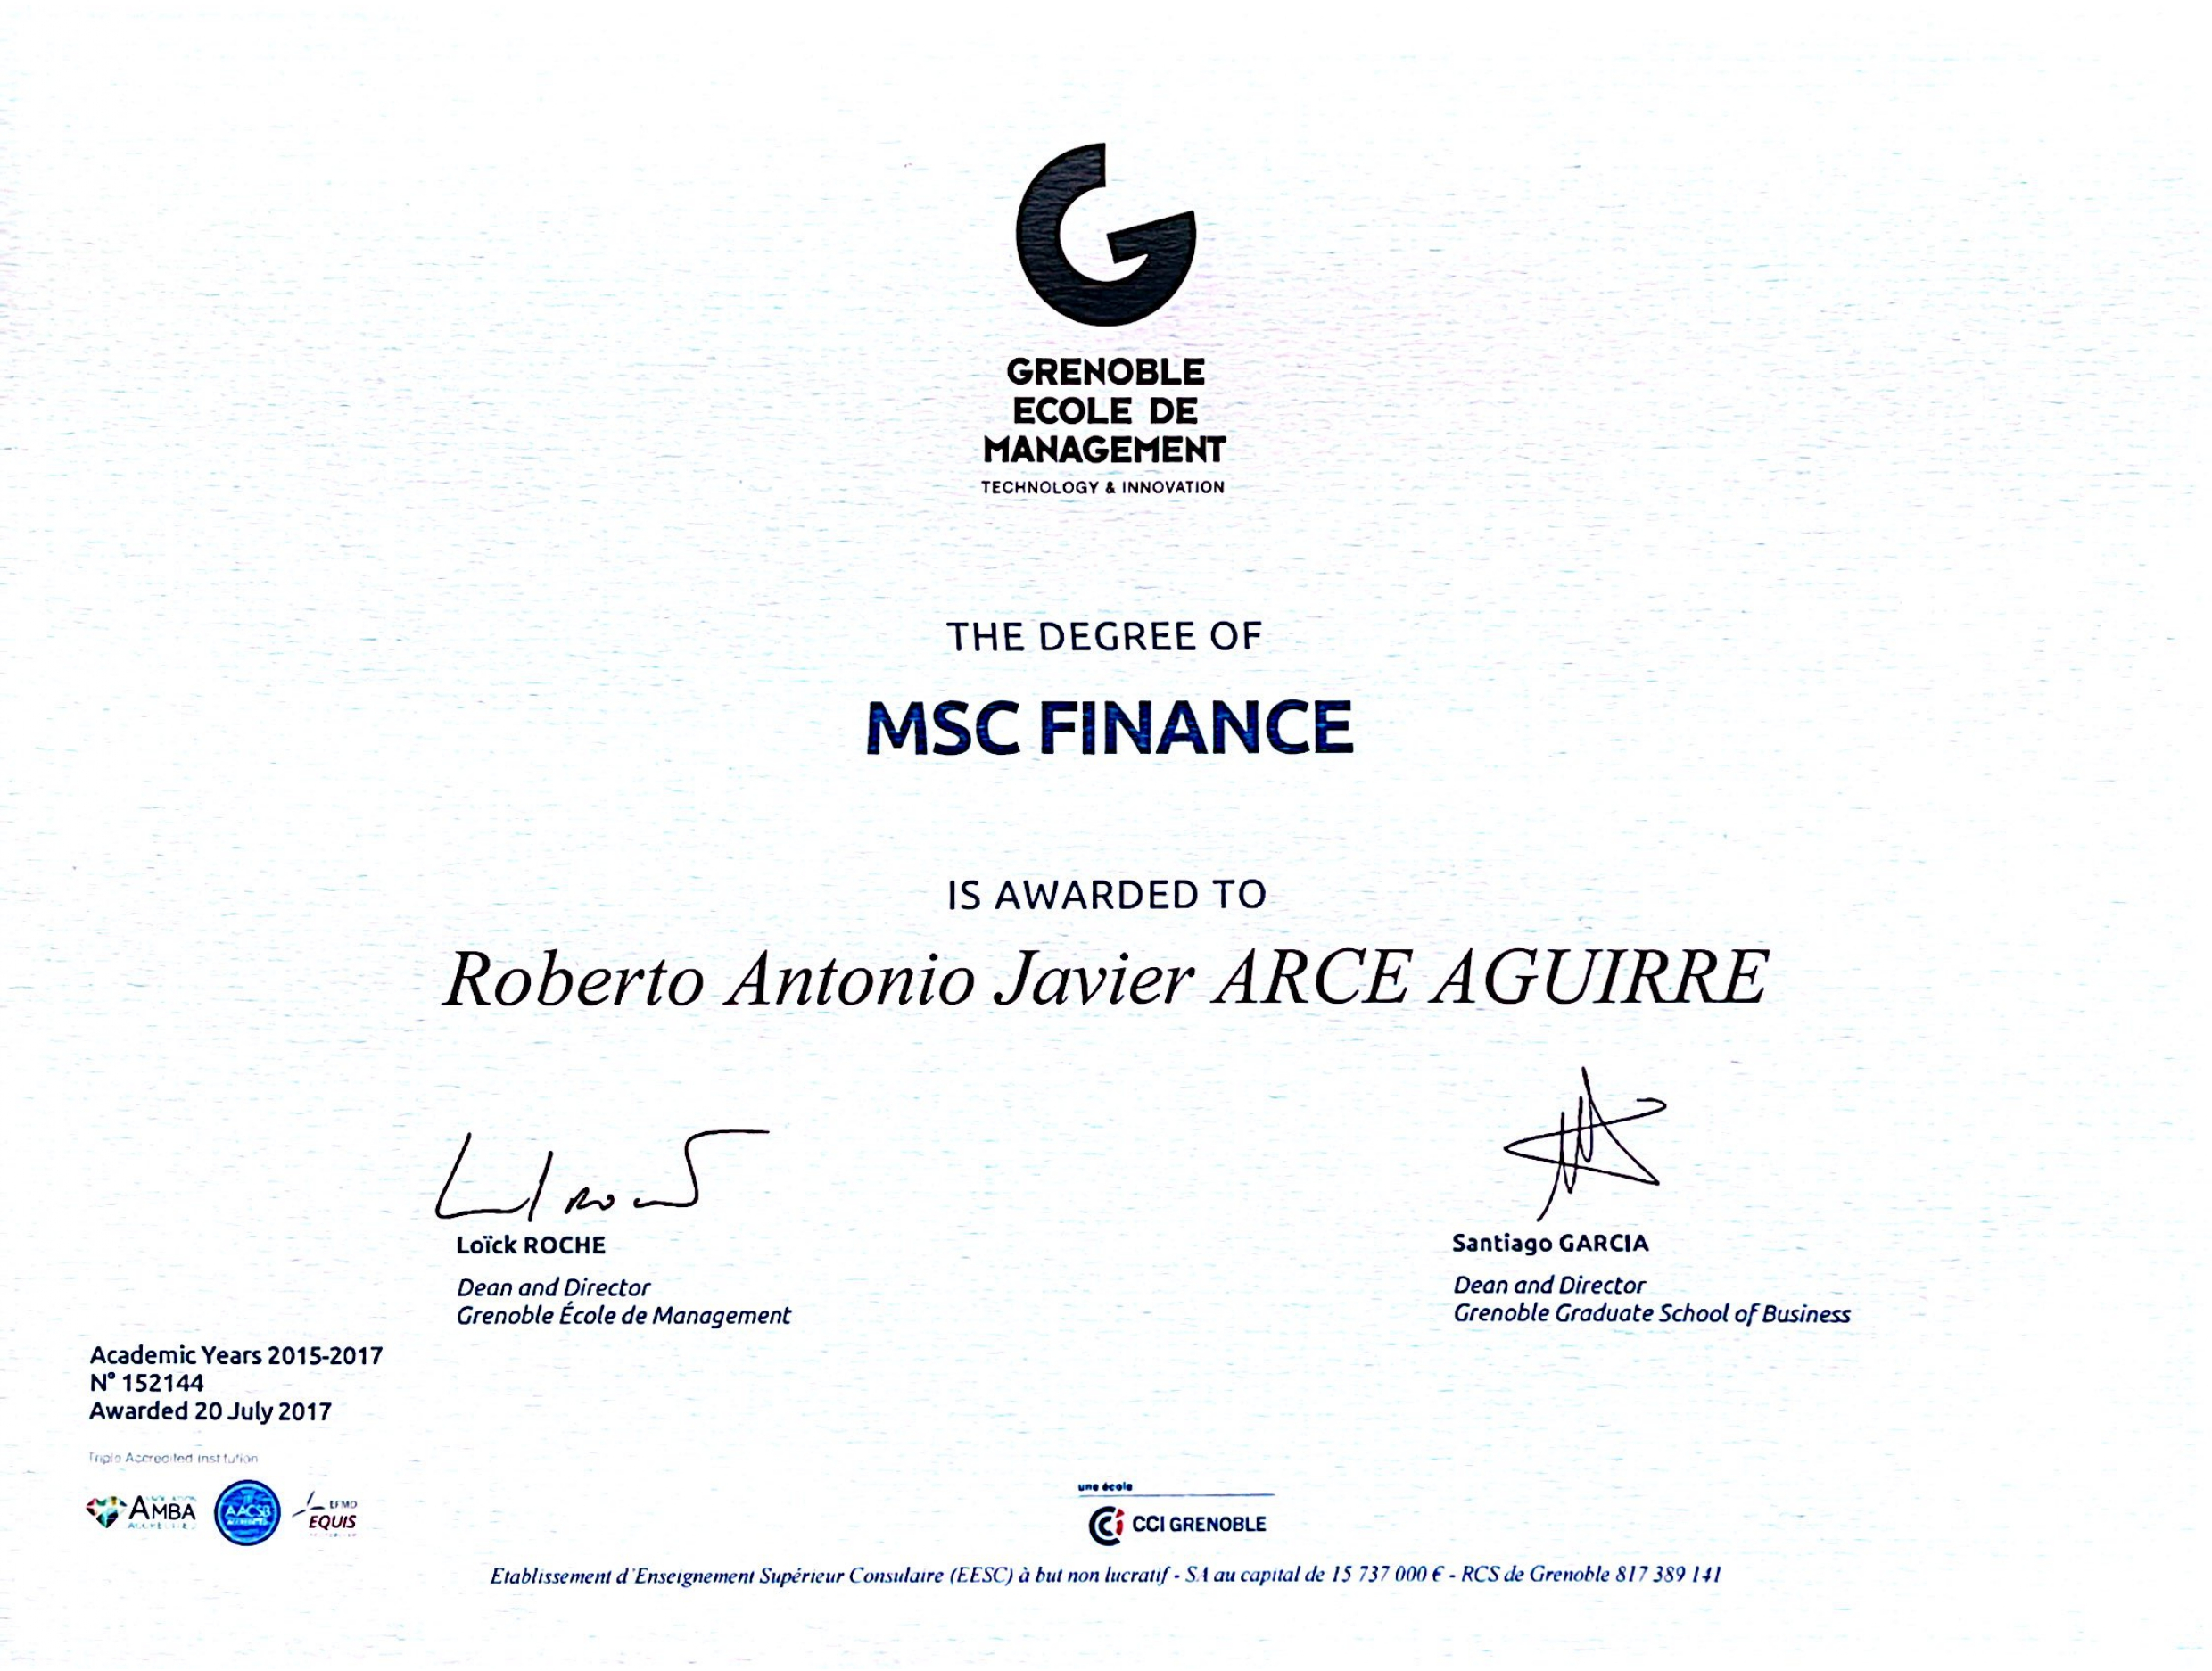 GRENOBLE
ECOLE DE
MANAGEMENT
TECHNOLOGY & INNOVATION
THE DEGREE OF
MSC FINANCE
IS AWARDED TO
Roberto Antonio Javier ARCE AGUIRRE
Loïck ROCHE
Dean and Director
Grenoble École de Management
Santiago GARCIA
Dean and Director
Grenoble Graduate School of Business
Academic Years 2015-2017
N° 152144
Awarded 20 July 2017
Triple Accredited Institution
AMBA
ACCREDITED
AACSB
ACCREDITED
EFMD
EQUIS
une école
CCI GRENOBLE
Etablissement d'Enseignement Supérieur Consulaire (EESC) à but non lucratif - SA au capital de 15 737 000 € - RCS de Grenoble 817 389 141